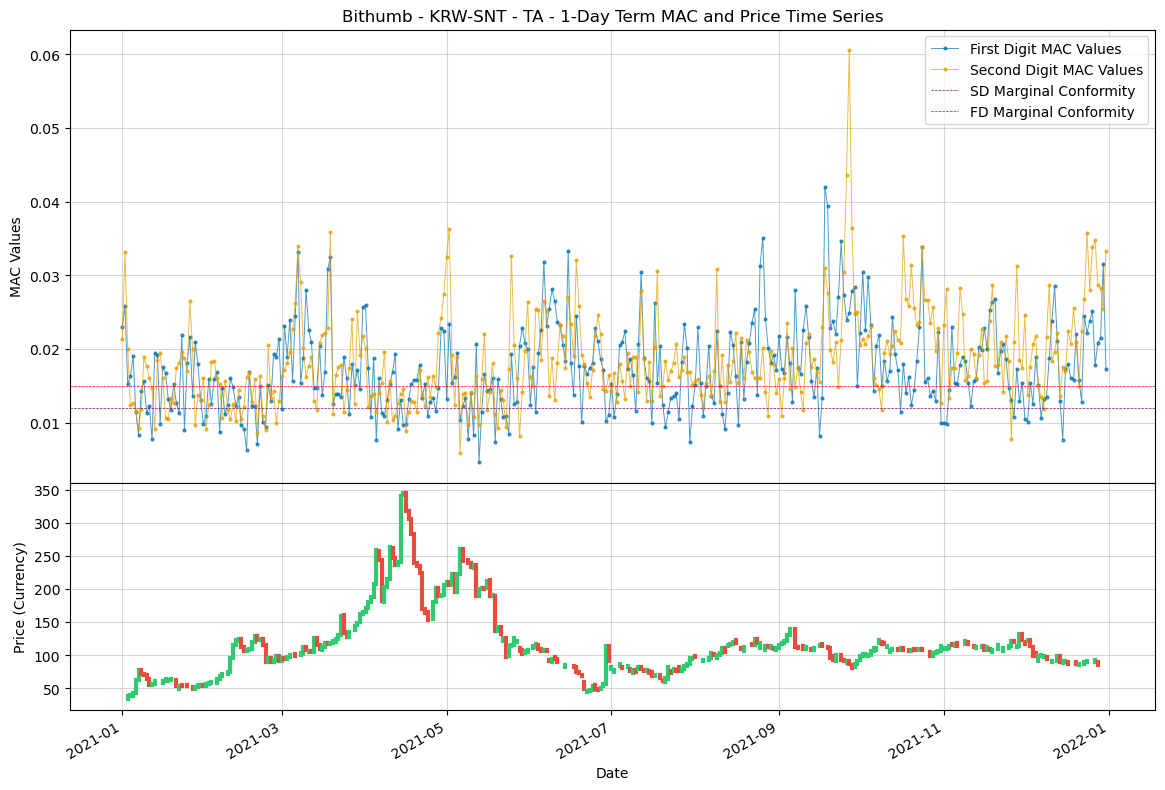 Bithumb - KRW-SNT - TA - 1-Day Term MAC and Price Time Series
First Digit MAC Values
Second Digit MAC Values
SD Marginal Conformity
FD Marginal Conformity
MAC Values
0.06
0.05
0.04
0.03
0.02
0.01
Price (Currency)
350
300
250
200
150
100
50
2021-01
2021-03
2021-05
2021-07
2021-09
2021-11
2022-01
Date